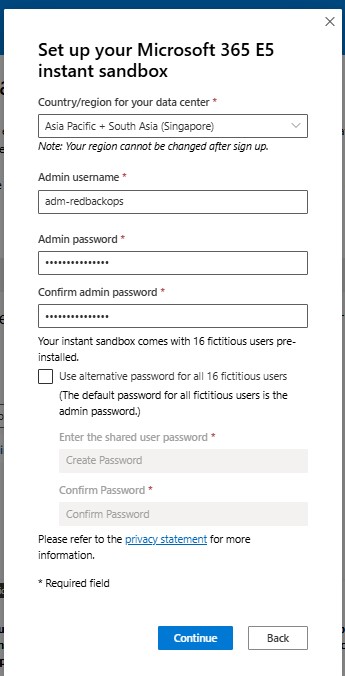 Set up your Microsoft 365 E5
instant sandbox
Country/region for your data center *
Asia Pacific + South Asia (Singapore)
Note: Your region cannot be changed after sign up.
Admin username *
adm-redbackops
Admin password *
•••••••••••••••
Confirm admin password *
•••••••••••••••
Your instant sandbox comes with 16 fictitious users pre-
installed.
Use alternative password for all 16 fictitious users
(The default password for all fictitious users is the
admin password.)
Enter the shared user password *
Create Password
Confirm Password *
Confirm Password
Please refer to the privacy statement for more
information.
* Required field
Continue
Back